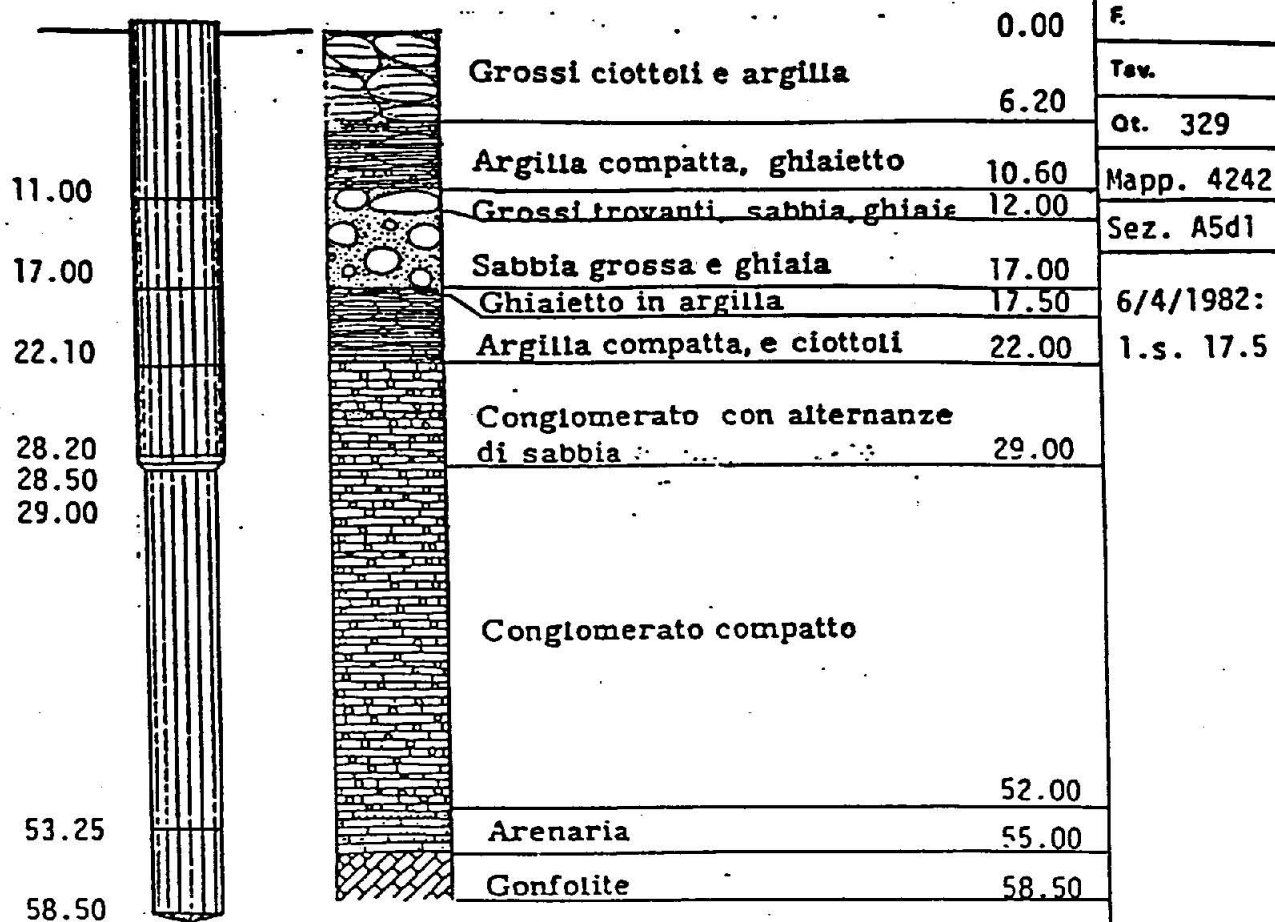 0.00
Grossi ciottoli e argilla
6.20
Argilla compatta, ghiaietto
10.60
Grossi trovanti, sabbia, ghiaia 12.00
Sabbia grossa e ghiaia 17.00
Ghiaietto in argilla 17.50
Argilla compatta, e ciottoli 22.00
Conglomerato con alternanze
di sabbia 29.00
Conglomerato compatto
52.00
Arenaria 55.00
Gonfolite 58.50
11.00
17.00
22.10
28.20
28.50
29.00
53.25
58.50
F.
Tav.
Qt. 329
Mapp. 4242
Sez. A5d1
6/4/1982:
l.s. 17.5